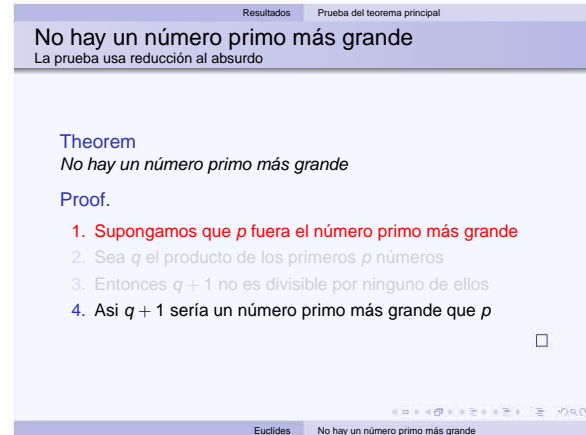 Resultados Prueba del teorema principal
No hay un número primo más grande
La prueba usa reducción al absurdo
Theorem
No hay un número primo más grande
Proof.
1. Supongamos que p fuera el número primo más grande
2. Sea q el producto de los primeros p números
3. Entonces q + 1 no es divisible por ninguno de ellos
4. Asi q + 1 sería un número primo más grande que p
Euclides No hay un número primo más grande